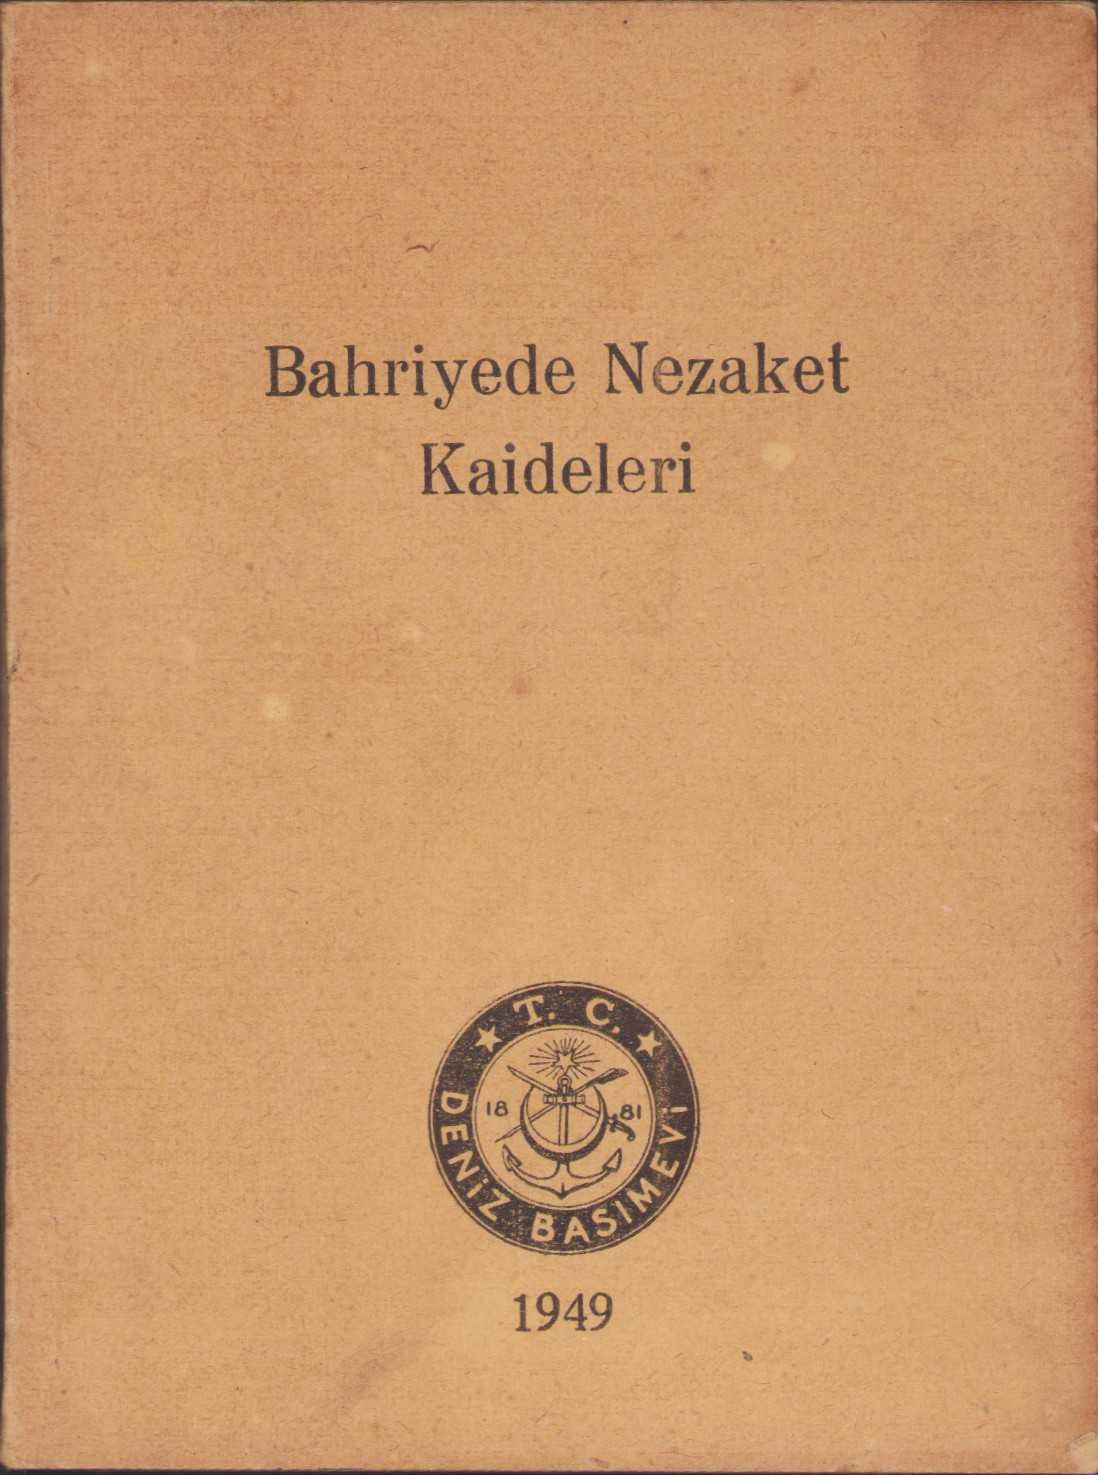 Bahriyede Nezaket
Kaideleri
T. C.
18 81
DENİZ BASIMEVİ
1949